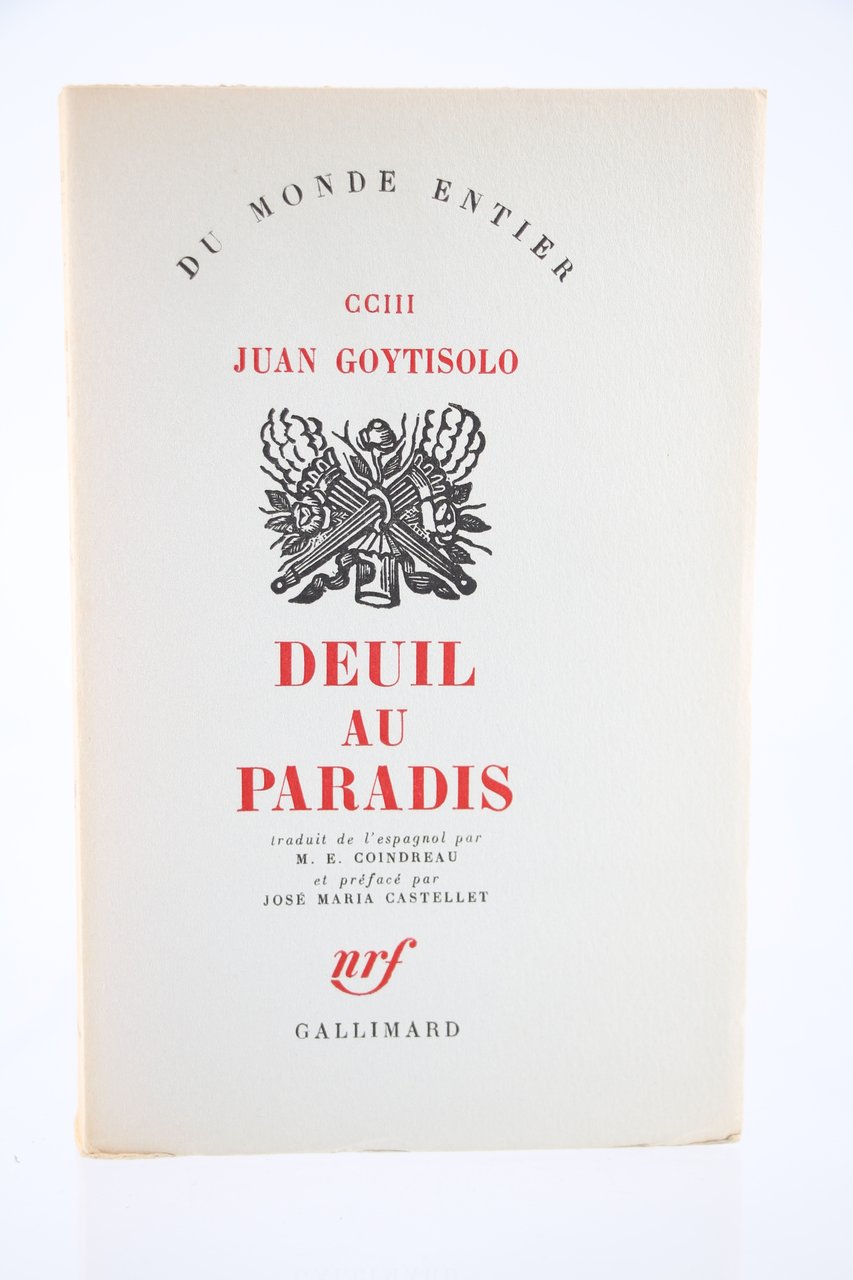 DU MONDE ENTIER
CCIII
JUAN GOYTISOLO
DEUIL
AU
PARADIS
traduit de l'espagnol par
M. E. COINDREAU
et préfacé par
JOSÉ MARIA CASTELLET
nrf
GALLIMARD